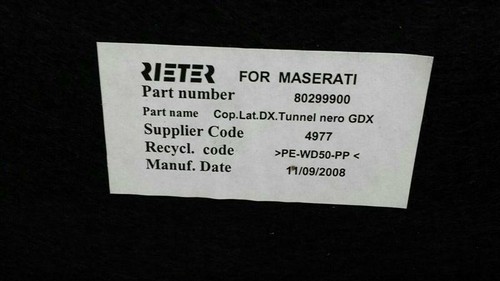 RIETER FOR MASERATI
Part number 80299900
Part name Cop.Lat.DX.Tunnel nero GDX
Supplier Code 4977
Recycl. code >PE-WD50-PP <
Manuf. Date 11/09/2008